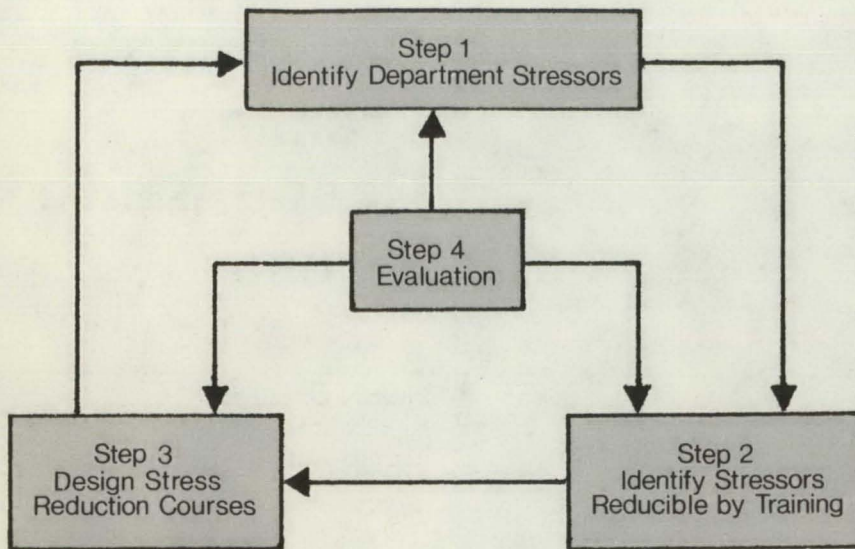 Step 1
Identify Department Stressors
Step 4
Evaluation
Step 3
Design Stress
Reduction Courses
Step 2
Identify Stressors
Reducible by Training